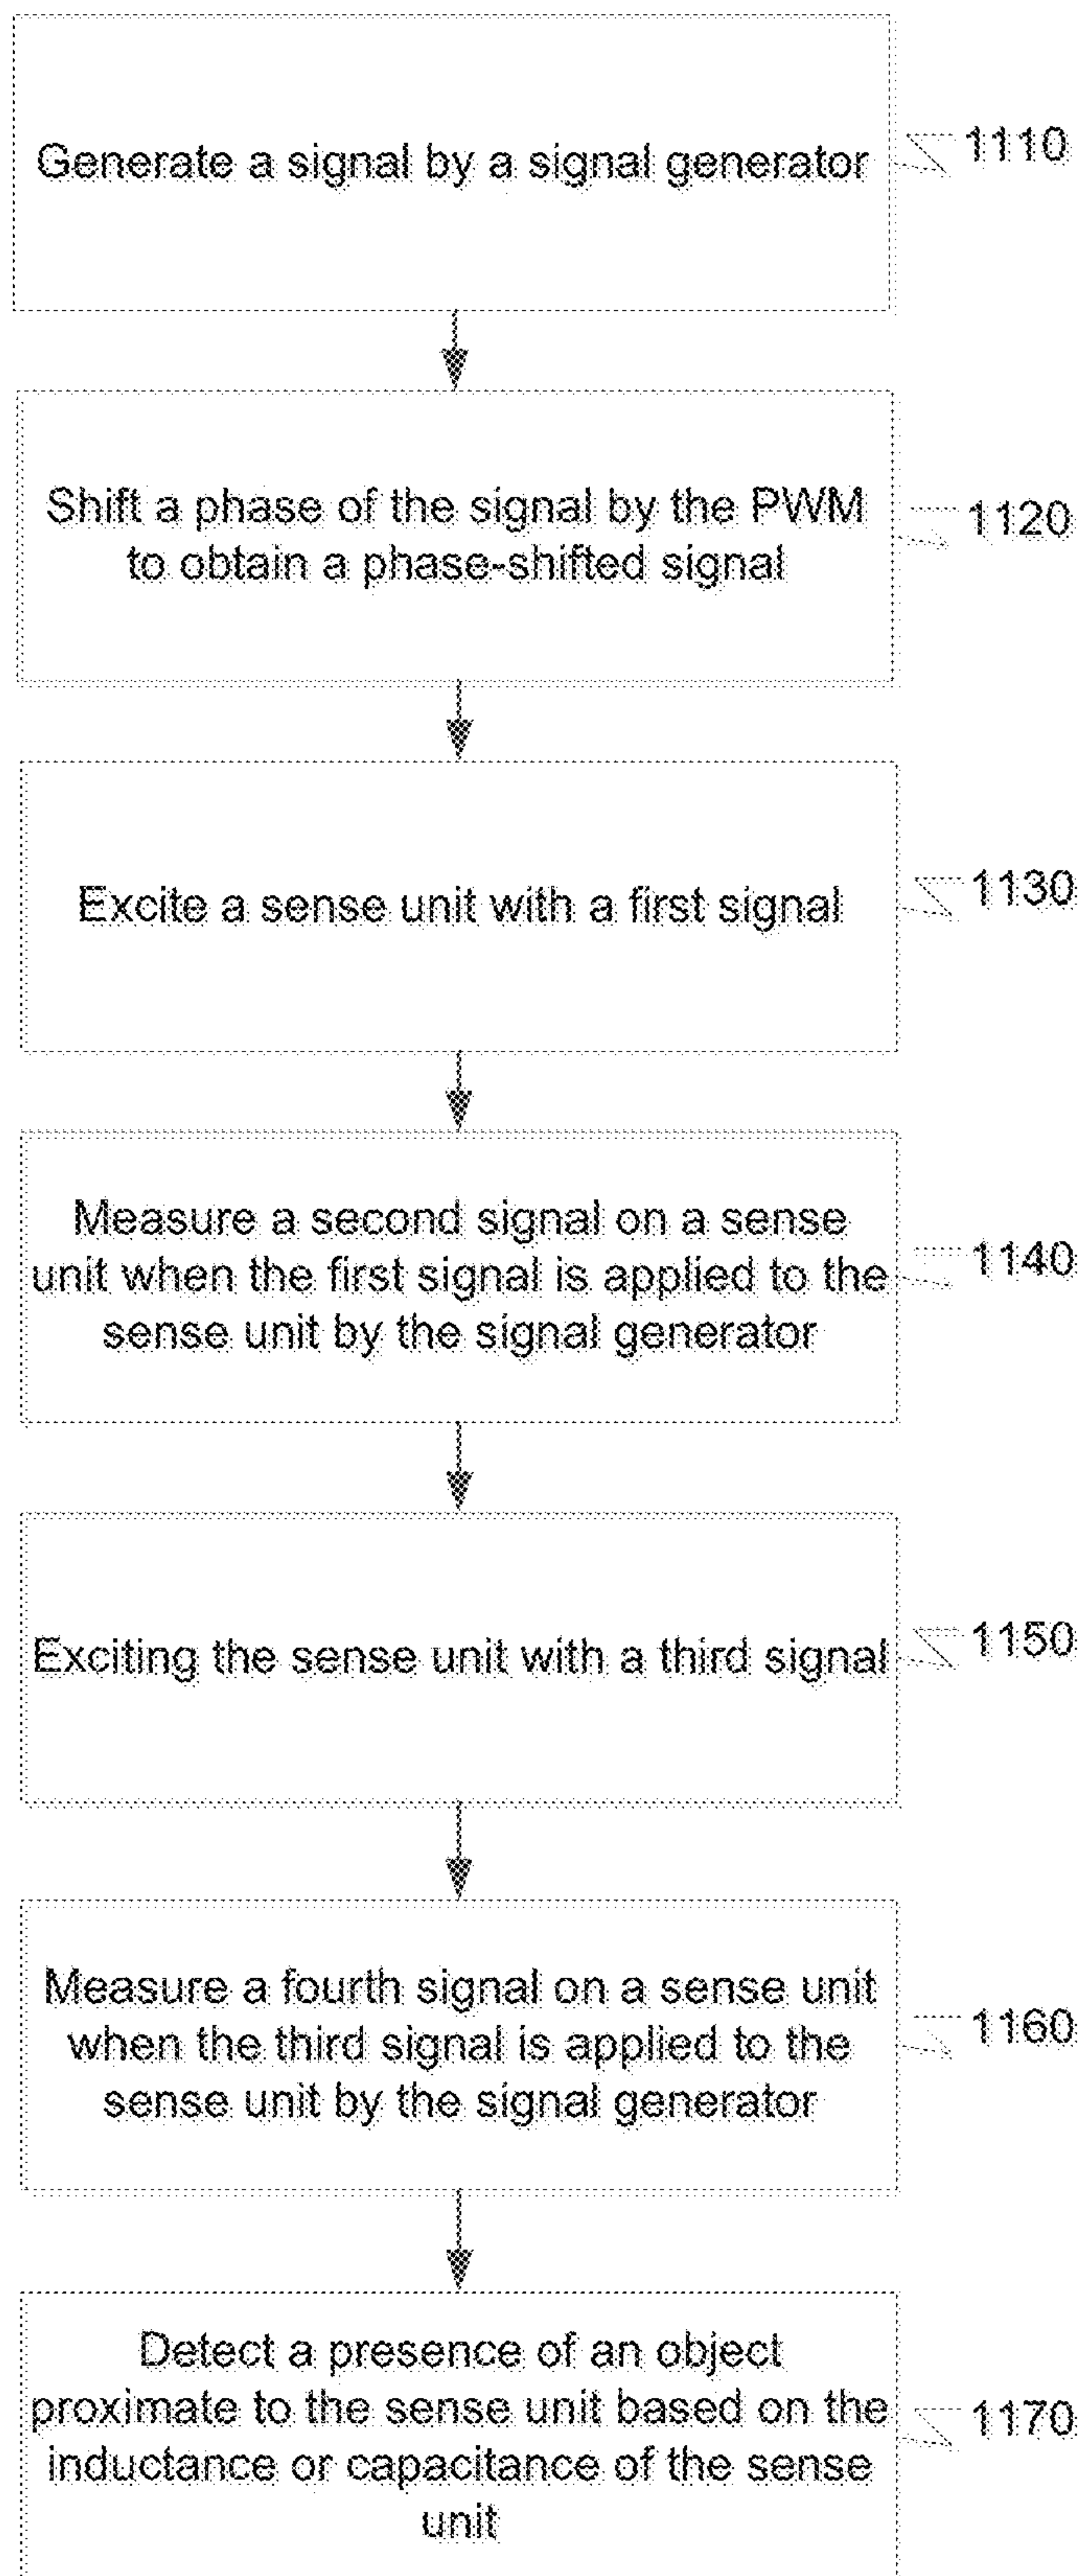 Generate a signal by a signal generator
1110
Shift a phase of the signal by the PWM
to obtain a phase-shifted signal
1120
Excite a sense unit with a first signal
1130
Measure a second signal on a sense
unit when the first signal is applied to the
sense unit by the signal generator
1140
Exciting the sense unit with a third signal
1150
Measure a fourth signal on a sense unit
when the third signal is applied to the
sense unit by the signal generator
1160
Detect a presence of an object
proximate to the sense unit based on the
inductance or capacitance of the sense
unit
1170